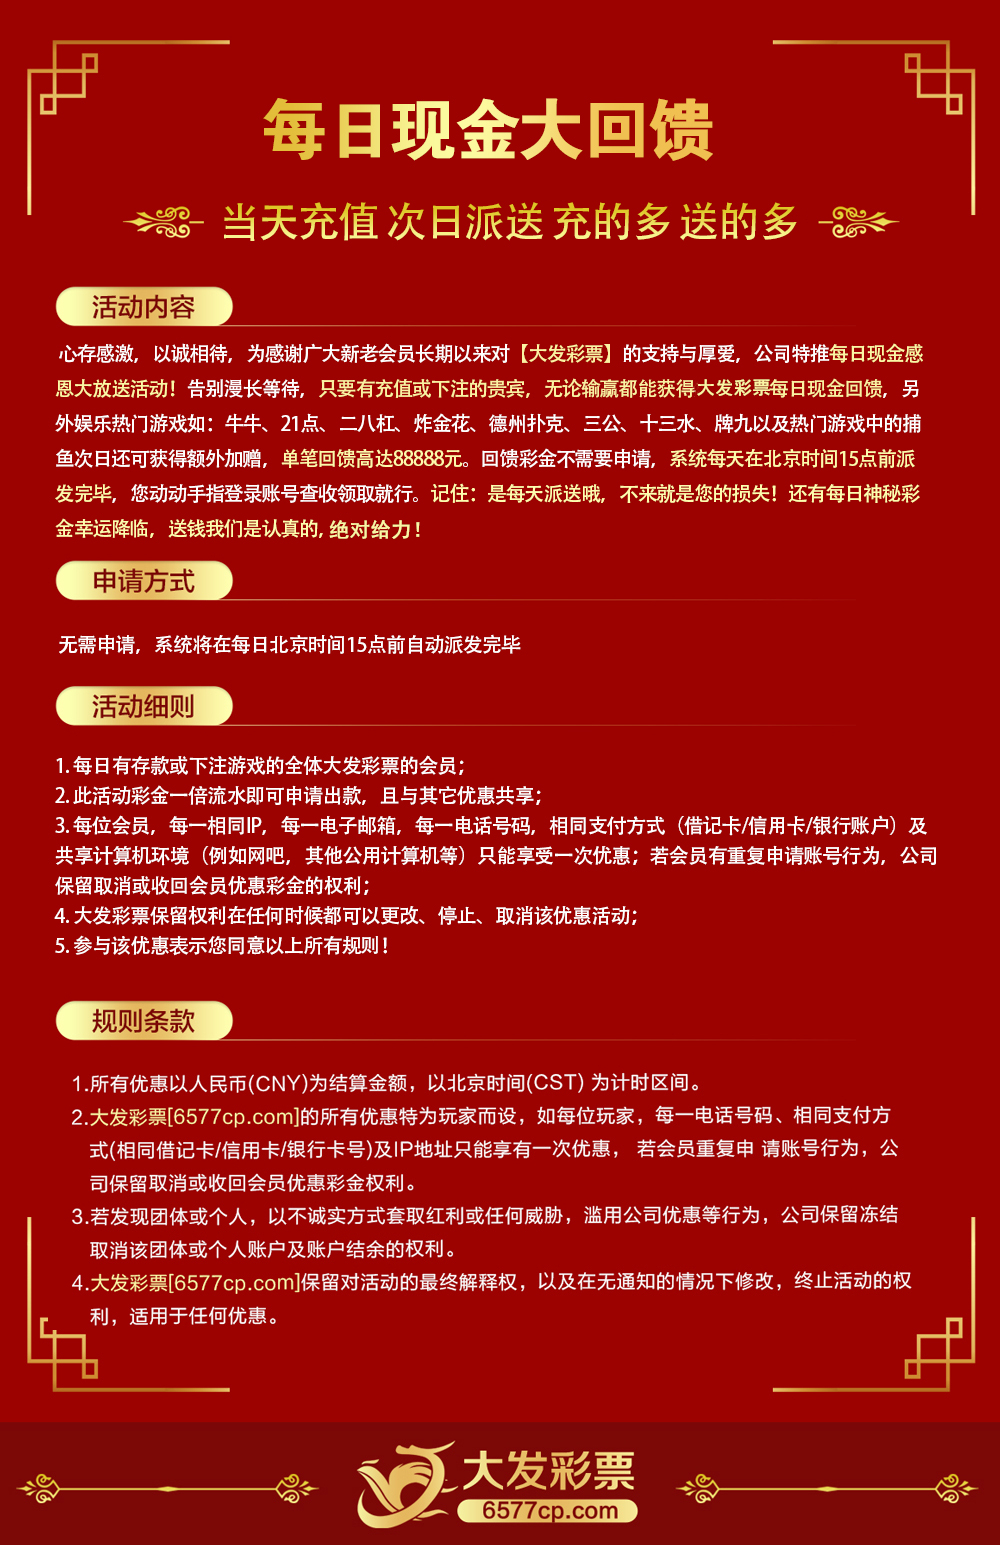 每日现金大回馈
当天充值 次日派送 充的多 送的多
活动内容
心存感激，以诚相待，为感谢广大新老会员长期以来对【大发彩票】的支持与厚爱，公司特推每日现金感
恩大放送活动！告别漫长等待，只要有充值或下注的贵宾，无论输赢都能获得大发彩票每日现金回馈，另
外娱乐热门游戏如：牛牛、21点、二八杠、炸金花、德州扑克、三公、十三水、牌九以及热门游戏中的捕
鱼次日还可获得额外加赠，单笔回馈高达88888元。回馈彩金不需要申请，系统每天在北京时间15点前派
发完毕，您动动手指登录账号查收领取就行。记住：是每天派送哦，不来就是您的损失！还有每日神秘彩
金幸运降临，送钱我们是认真的, 绝对给力！
申请方式
无需申请，系统将在每日北京时间15点前自动派发完毕
活动细则
1. 每日有存款或下注游戏的全体大发彩票的会员；
2. 此活动彩金一倍流水即可申请出款，且与其它优惠共享；
3. 每位会员，每一相同IP，每一电子邮箱，每一电话号码，相同支付方式（借记卡/信用卡/银行账户）及
共享计算机环境（例如网吧，其他公用计算机等）只能享受一次优惠；若会员有重复申请账号行为，公司
保留取消或收回会员优惠彩金的权利；
4. 大发彩票保留权利在任何时候都可以更改、停止、取消该优惠活动；
5. 参与该优惠表示您同意以上所有规则！
规则条款
1.所有优惠以人民币(CNY)为结算金额，以北京时间(CST) 为计时区间。
2.大发彩票[6577cp.com]的所有优惠特为玩家而设，如每位玩家，每一电话号码、相同支付方
式(相同借记卡/信用卡/银行卡号)及IP地址只能享有一次优惠， 若会员重复申 请账号行为，公
司保留取消或收回会员优惠彩金权利。
3.若发现团体或个人，以不诚实方式套取红利或任何威胁，滥用公司优惠等行为，公司保留冻结
取消该团体或个人账户及账户结余的权利。
4.大发彩票[6577cp.com]保留对活动的最终解释权，以及在无通知的情况下修改，终止活动的权
利，适用于任何优惠。
大发彩票
6577cp.com